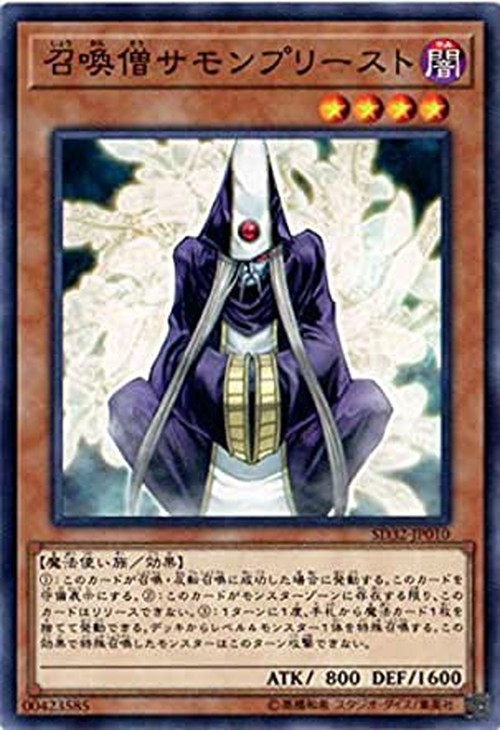 召喚僧サモンプリースト 闇
SD32-JP010
【魔法使い族／効果】
①：このカードが召喚・反転召喚に成功した場合に発動する。このカードを
守備表示にする。②：このカードがモンスターゾーンに存在する限り、この
カードはリリースできない。③：1ターンに1度、手札から魔法カード1枚を
捨てて発動できる。デッキからレベル4モンスター1体を特殊召喚する。この
効果で特殊召喚したモンスターはこのターン攻撃できない。
ATK/ 800 DEF/1600
00423585 ©高橋和希 スタジオ・ダイス/集英社